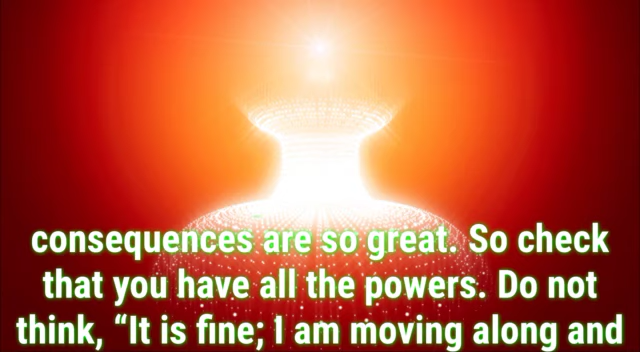 consequences are so great. So check
that you have all the powers. Do not
think, “It is fine; I am moving along and